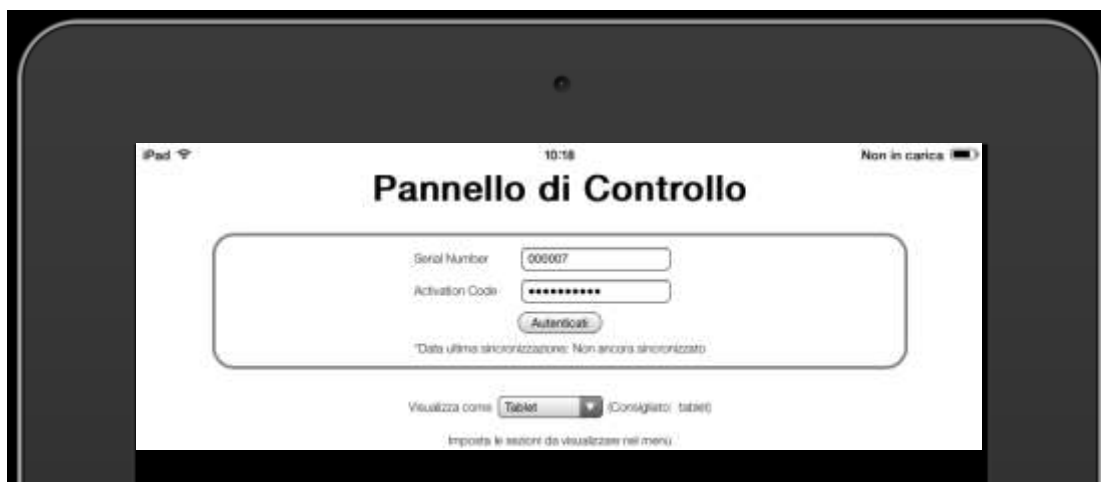 iPad 10:18 Non in carica
Pannello di Controllo
Serial Number 000007
Activation Code ••••••••••
Autenticati
*Data ultima sincronizzazione: Non ancora sincronizzato
Visualizza come Tablet (Consigliato: tablet)
Imposta le sezioni da visualizzare nel menù